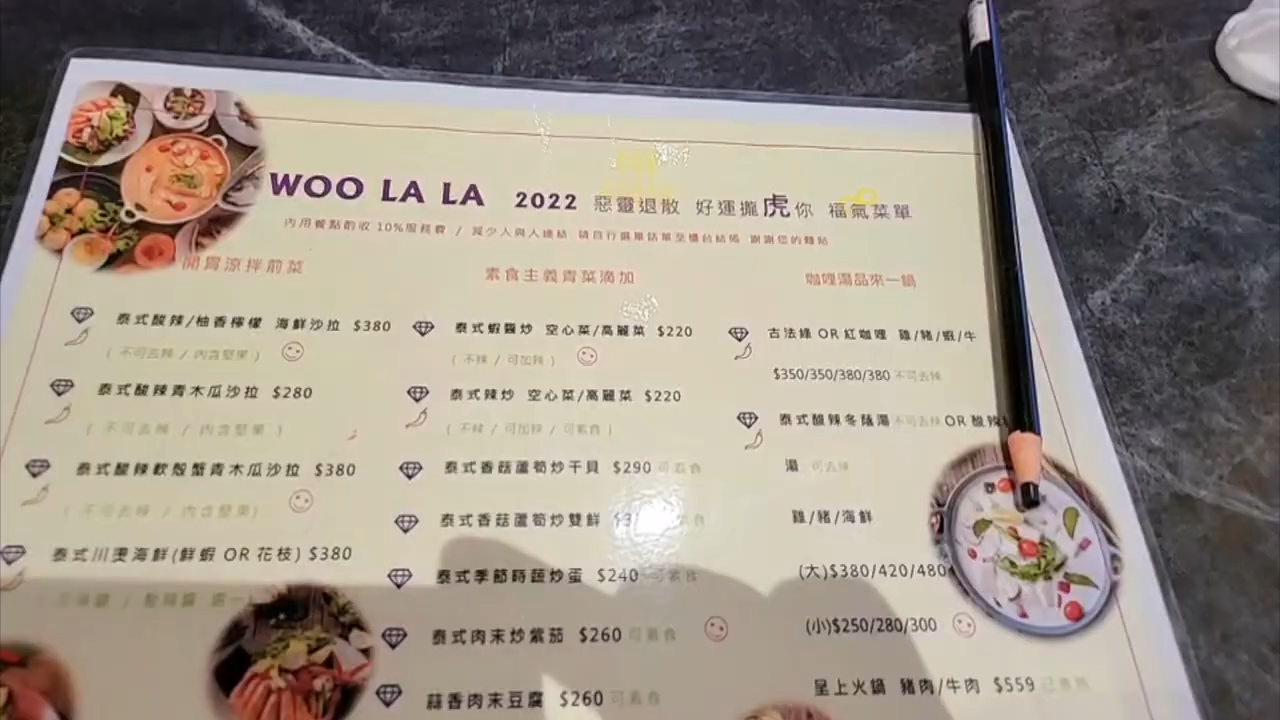 WOO LA LA 2022 惡靈退散 好運攏虎你 福氣菜單
內用餐點酌收 10%服務費 / 減少人與人連結 請自行選單話單至櫃台結帳 謝謝您的體貼
開胃涼拌前菜
泰式酸辣/柚香檸檬 海鮮沙拉 $380
( 不可去辣 / 內含堅果 )
泰式酸辣青木瓜沙拉 $280
( 不可去辣 / 內含堅果 )
泰式酸辣軟殼蟹青木瓜沙拉 $380
( 不可去辣 / 內含堅果)
泰式川燙海鮮(鮮蝦 OR 花枝) $380
素食主義青菜滴加
泰式蝦醬炒 空心菜/高麗菜 $220
( 不辣 / 可加辣 )
泰式辣炒 空心菜/高麗菜 $220
( 不辣 / 可加辣 / 可素食 )
泰式香菇蘆筍炒干貝 $290 可素食
泰式香菇蘆筍炒雙鮮
泰式季節時蔬炒蛋 $240 可素食
泰式肉末炒紫茄 $260 可素食
蒜香肉末豆腐 $260 可素食
咖哩湯品來一鍋
古法綠 OR 紅咖哩 雞/豬/蝦/牛
$350/350/380/380 不可去辣
泰式酸辣冬蔭湯 不可去辣 OR 酸辣
湯 可去辣
雞/豬/海鮮
(大)$380/420/480
(小)$250/280/300
呈上火鍋 豬肉/牛肉 $559